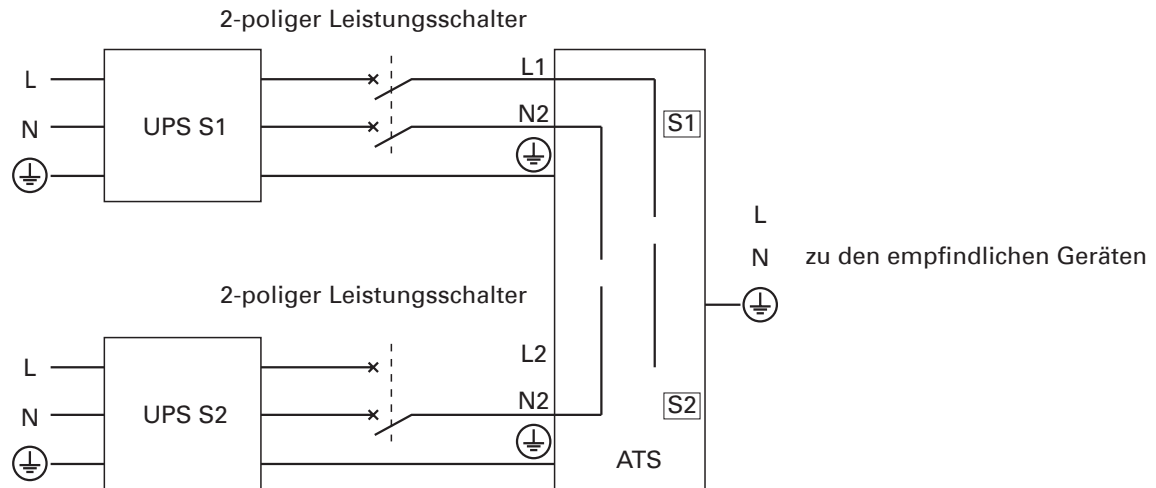 2-poliger Leistungsschalter
L
N
UPS S1
L1
N2
S1
L
N zu den empfindlichen Geräten
2-poliger Leistungsschalter
L
N
UPS S2
L2
N2
S2
ATS